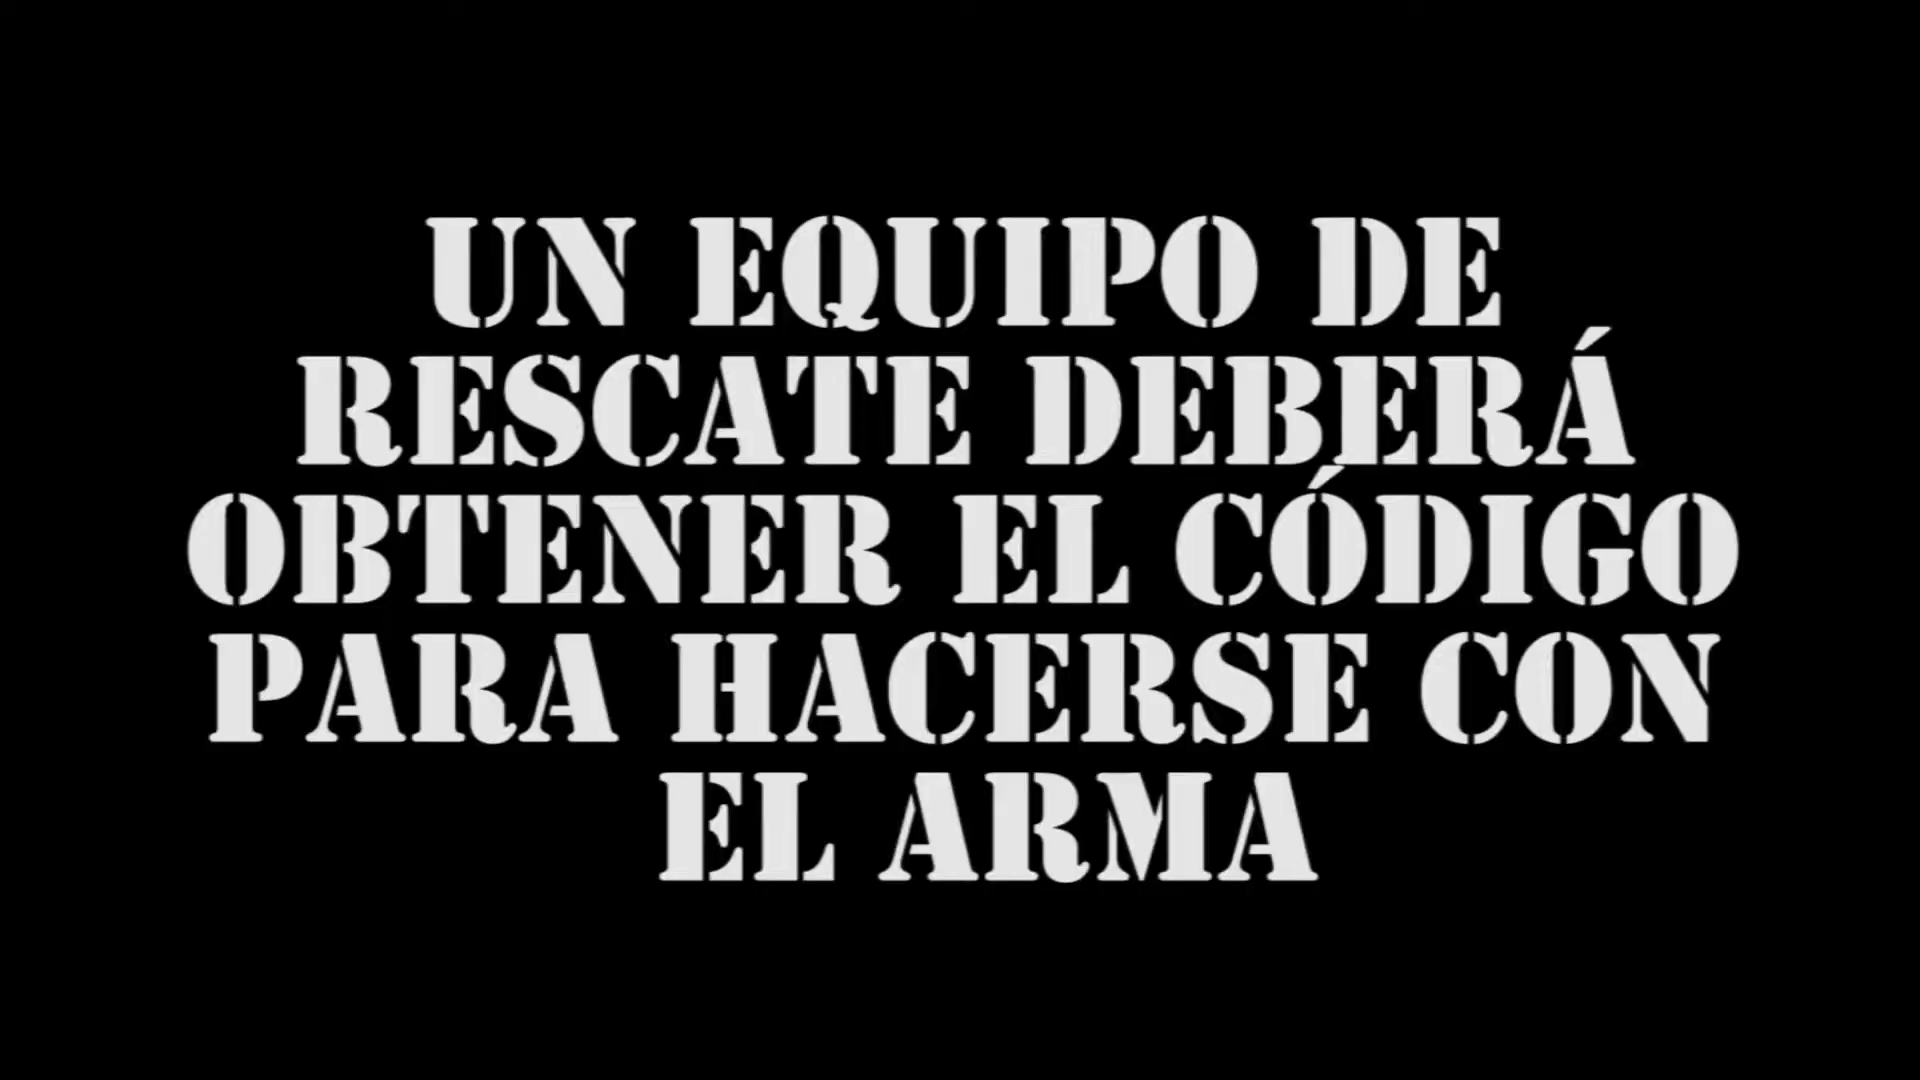 UN EQUIPO DE
RESCATE DEBERÁ
OBTENER EL CÓDIGO
PARA HACERSE CON
EL ARMA